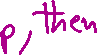 p, then